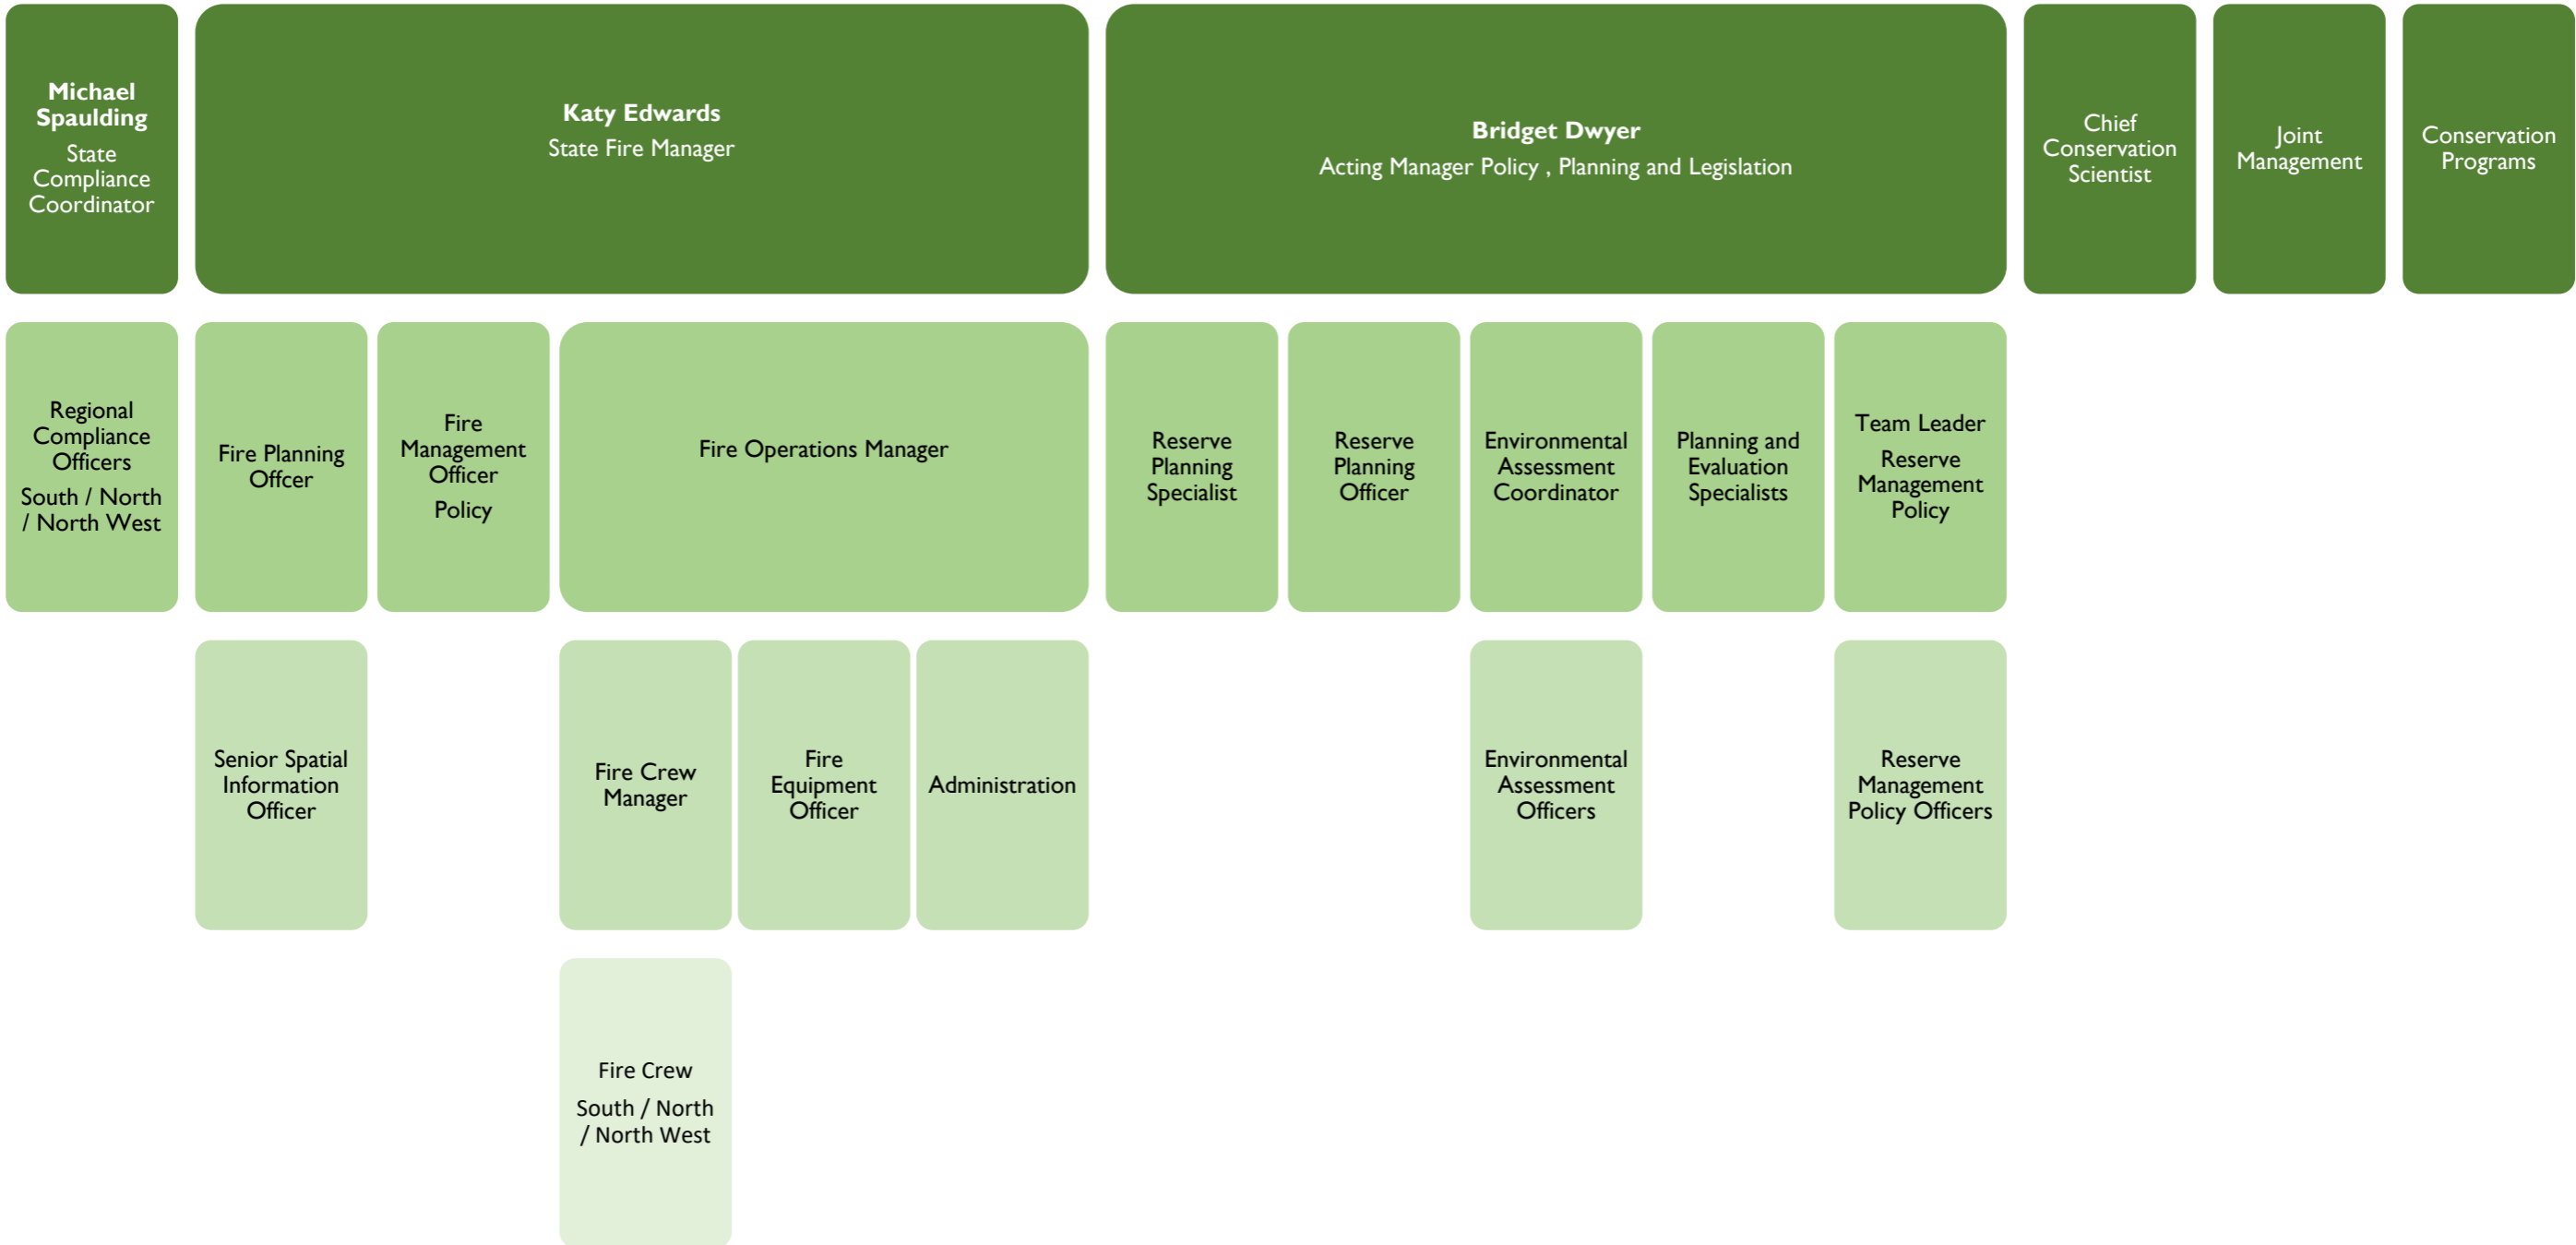 Michael
Spaulding
State
Compliance
Coordinator
Katy Edwards
State Fire Manager
Bridget Dwyer
Acting Manager Policy , Planning and Legislation
Chief
Conservation
Scientist
Joint
Management
Conservation
Programs
Regional
Compliance
Officers
South / North
/ North West
Fire Planning
Offcer
Fire
Management
Officer
Policy
Fire Operations Manager
Reserve
Planning
Specialist
Reserve
Planning
Officer
Environmental
Assessment
Coordinator
Planning and
Evaluation
Specialists
Team Leader
Reserve
Management
Policy
Senior Spatial
Information
Officer
Fire Crew
Manager
Fire
Equipment
Officer
Administration
Environmental
Assessment
Officers
Reserve
Management
Policy Officers
Fire Crew
South / North
/ North West